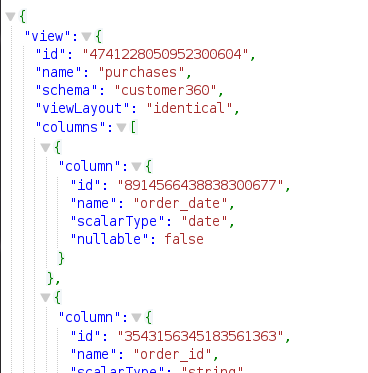 {
"view": {
"id": "4741228050952300604",
"name": "purchases",
"schema": "customer360",
"viewLayout": "identical",
"columns": [
{
"column": {
"id": "8914566438838300677",
"name": "order_date",
"scalarType": "date",
"nullable": false
}
},
{
"column": {
"id": "3543156345183561363",
"name": "order_id",
"scalarType": "string"